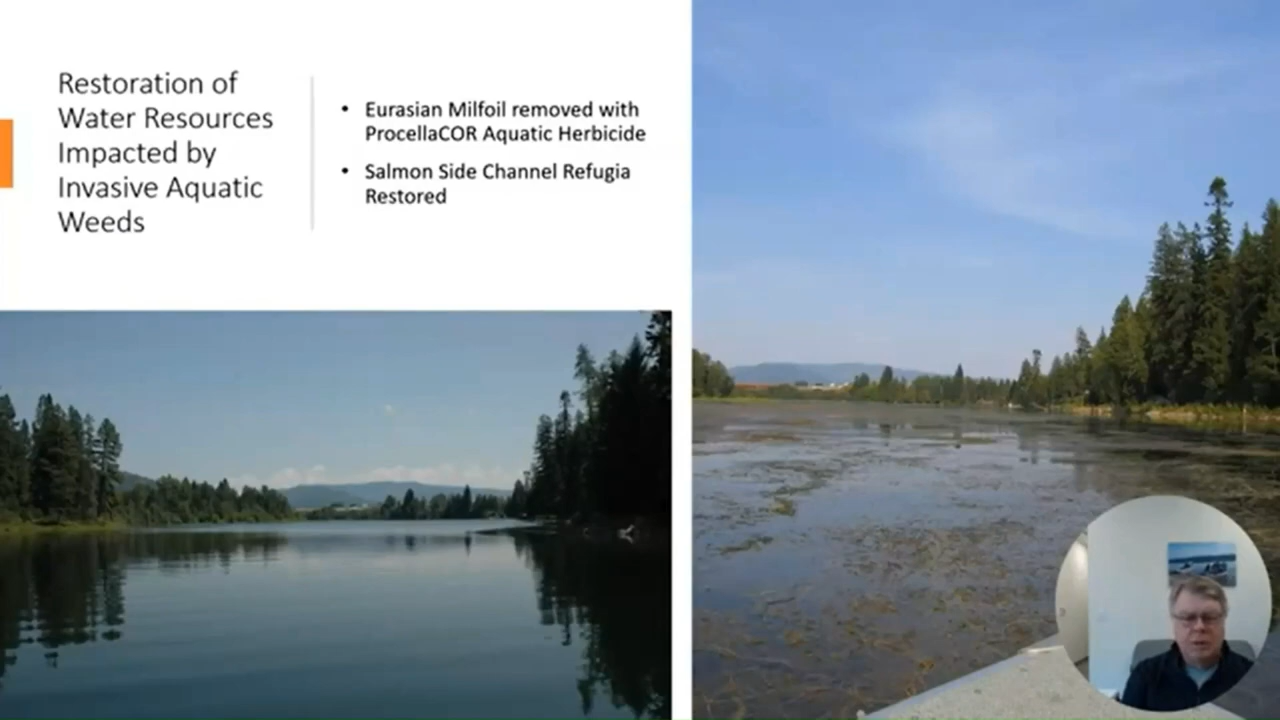 Restoration of
Water Resources
Impacted by
Invasive Aquatic
Weeds
• Eurasian Milfoil removed with
ProcellaCOR Aquatic Herbicide
• Salmon Side Channel Refugia
Restored